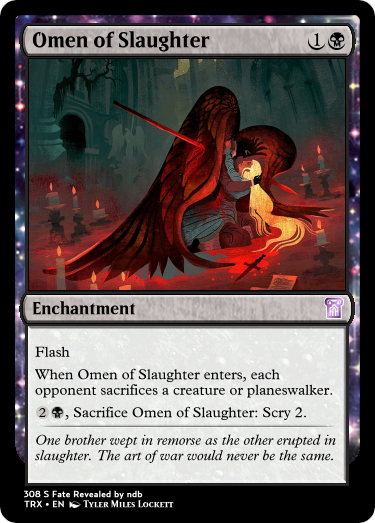 Omen of Slaughter 1
Enchantment
Flash
When Omen of Slaughter enters, each
opponent sacrifices a creature or planeswalker.
2 , Sacrifice Omen of Slaughter: Scry 2.
One brother wept in remorse as the other erupted in
slaughter. The art of war would never be the same.
308 S Fate Revealed by ndb
TRX • EN Tyler Miles Lockett